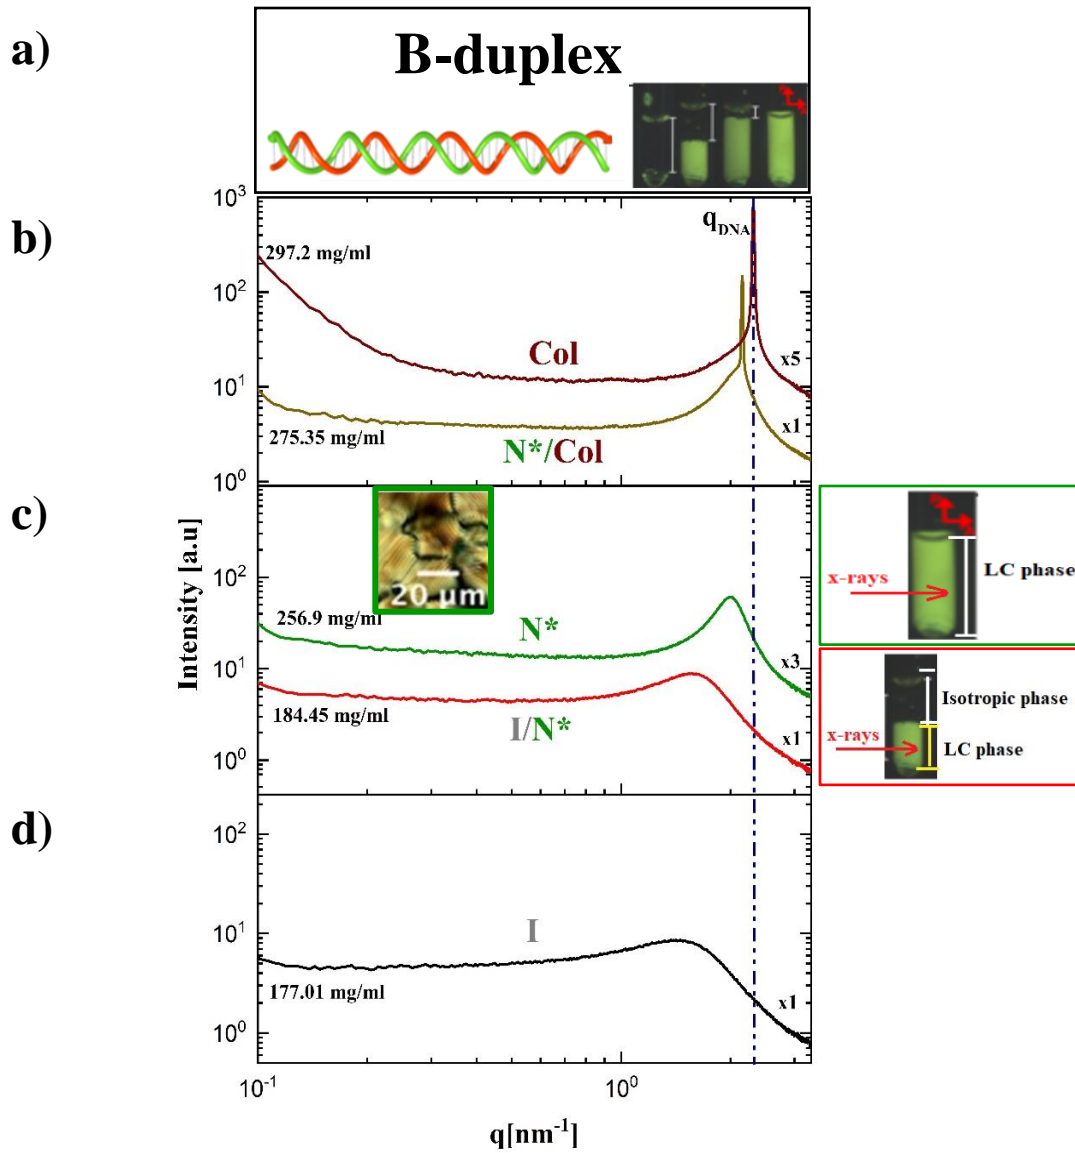 a)
B-duplex
b)
10³
10²
10¹
10⁰
297.2 mg/ml
q_DNA
Col
x5
275.35 mg/ml
N*/Col
x1
c)
Intensity [a.u]
10²
10¹
10⁰
20 µm
256.9 mg/ml
N*
x3
184.45 mg/ml
I/N*
x1
x-rays
LC phase
Isotropic phase
x-rays
LC phase
d)
10²
10¹
10⁰
I
177.01 mg/ml
x1
10⁻¹
10⁰
q[nm⁻¹]